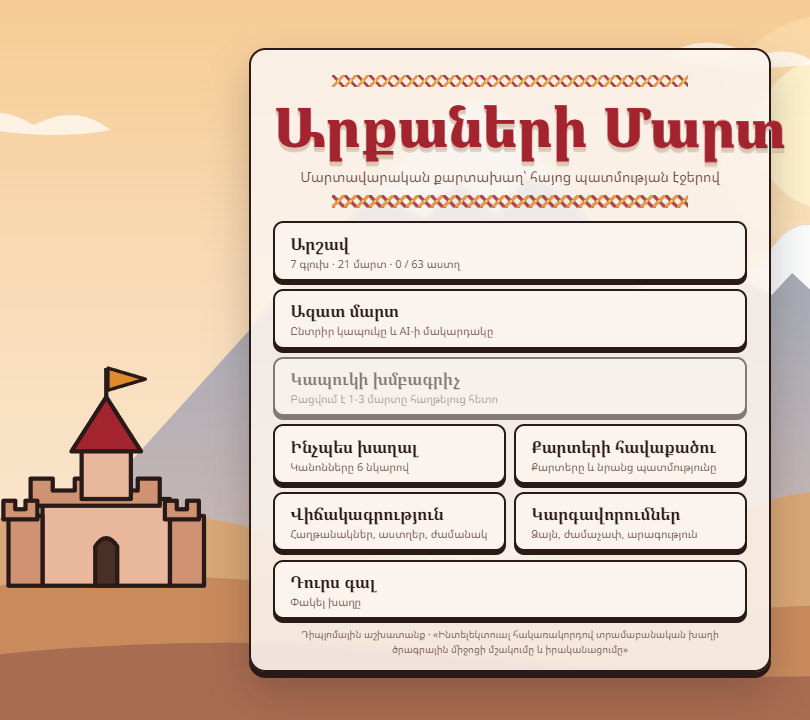 Արքաների Մարտ
Մարտավարական քարտախաղ՝ հայոց պատմության էջերով
Արշավ
7 գլուխ · 21 մարտ · 0 / 63 աստղ
Ազատ մարտ
Ընտրիր կապուկը և AI-ի մակարդակը
Կապուկի խմբագրիչ
Բացվում է 1-3 մարտը հաղթելուց հետո
Ինչպես խաղալ
Կանոնները 6 նկարով
Քարտերի հավաքածու
Քարտերը և նրանց պատմությունը
Վիճակագրություն
Հաղթանակներ, աստղեր, ժամանակ
Կարգավորումներ
Ձայն, ժամաչափ, արագություն
Դուրս գալ
Փակել խաղը
Դիպլոմային աշխատանք · «Ինտելեկտուալ հակառակորդով տրամաբանական խաղի
ծրագրային միջոցի մշակումը և իրականացումը»